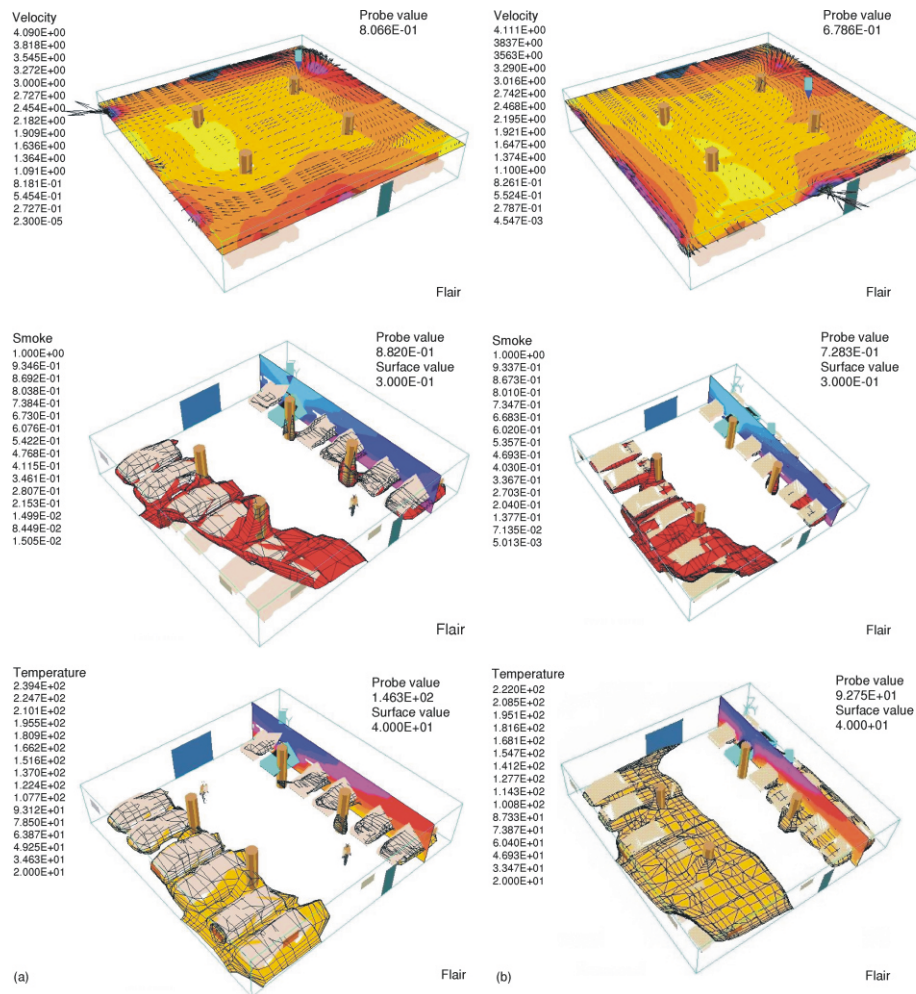 Velocity
4.090E+00
3.818E+00
3.545E+00
3.272E+00
3.000E+00
2.727E+00
2.454E+00
2.182E+00
1.909E+00
1.636E+00
1.364E+00
1.091E+00
8.181E-01
5.454E-01
2.727E-01
2.300E-05
Probe value
8.066E-01
Flair
Velocity
4.111E+00
3837E+00
3563E+00
3.290E+00
3.016E+00
2.742E+00
2.468E+00
2.195E+00
1.921E+00
1.647E+00
1.374E+00
1.100E+00
8.261E-01
5.524E-01
2.787E-01
4.547E-03
Probe value
6.786E-01
Flair
Smoke
1.000E+00
9.346E-01
8.692E-01
8.038E-01
7.384E-01
6.730E-01
6.076E-01
5.422E-01
4.768E-01
4.115E-01
3.461E-01
2.807E-01
2.153E-01
1.499E-02
8.449E-02
1.505E-02
Probe value
8.820E-01
Surface value
3.000E-01
Flair
Smoke
1.000E+00
9.337E-01
8.673E-01
8.010E-01
7.347E-01
6.683E-01
6.020E-01
5.357E-01
4.693E-01
4.030E-01
3.367E-01
2.703E-01
2.040E-01
1.377E-01
7.135E-02
5.013E-03
Probe value
7.283E-01
Surface value
3.000E-01
Flair
Temperature
2.394E+02
2.247E+02
2.101E+02
1.955E+02
1.809E+02
1.662E+02
1.516E+02
1.370E+02
1.224E+02
1.077E+02
9.312E+01
7.850E+01
6.387E+01
4.925E+01
3.463E+01
2.000E+01
Probe value
1.463E+02
Surface value
4.000E+01
(a)
Flair
Temperature
2.220E+02
2.085E+02
1.951E+02
1.816E+02
1.681E+02
1.547E+02
1.412E+02
1.277E+02
1.143E+02
1.008E+02
8.733E+01
7.387E+01
6.040E+01
4.693E+01
3.347E+01
2.000E+01
Probe value
9.275E+01
Surface value
4.000+01
(b)
Flair